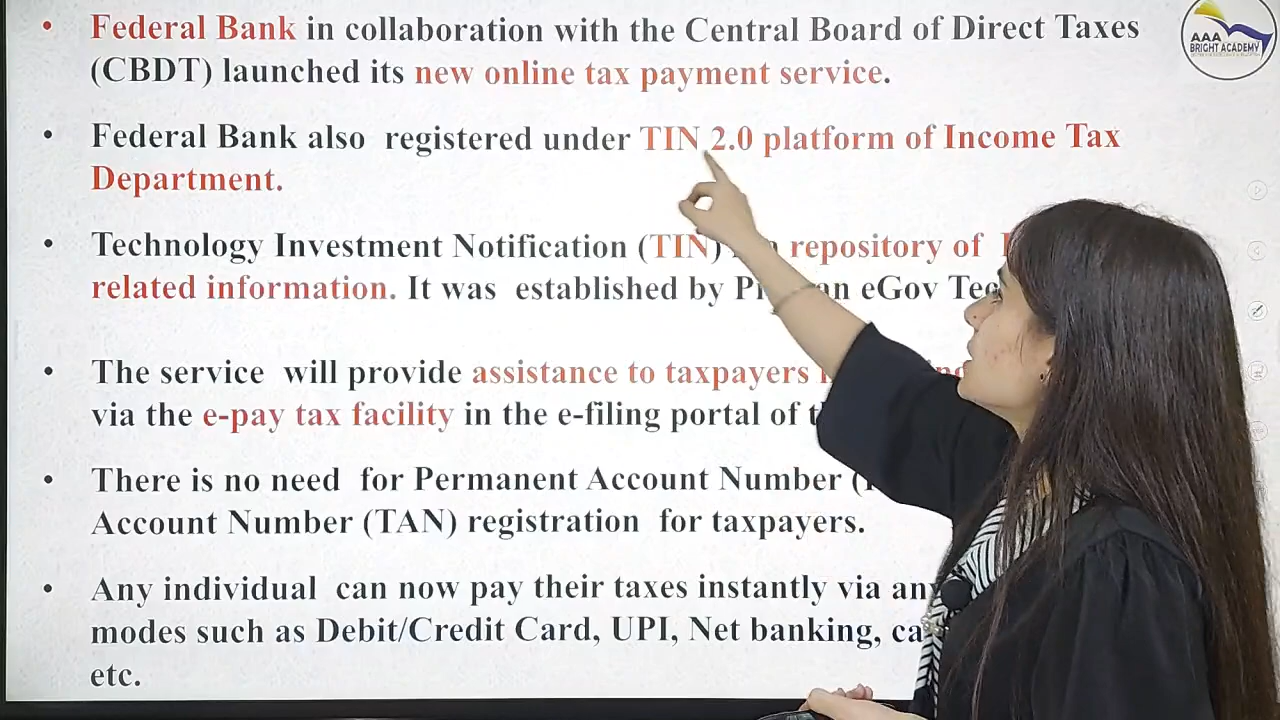 • Federal Bank in collaboration with the Central Board of Direct Taxes
(CBDT) launched its new online tax payment service.
• Federal Bank also registered under TIN 2.0 platform of Income Tax
Department.
• Technology Investment Notification (TIN) repository of
related information. It was established by eGov
• The service will provide assistance to taxpayers
via the e-pay tax facility in the e-filing portal of
• There is no need for Permanent Account Number
Account Number (TAN) registration for taxpayers.
• Any individual can now pay their taxes instantly via any
modes such as Debit/Credit Card, UPI, Net banking,
etc.
AAA
BRIGHT ACADEMY